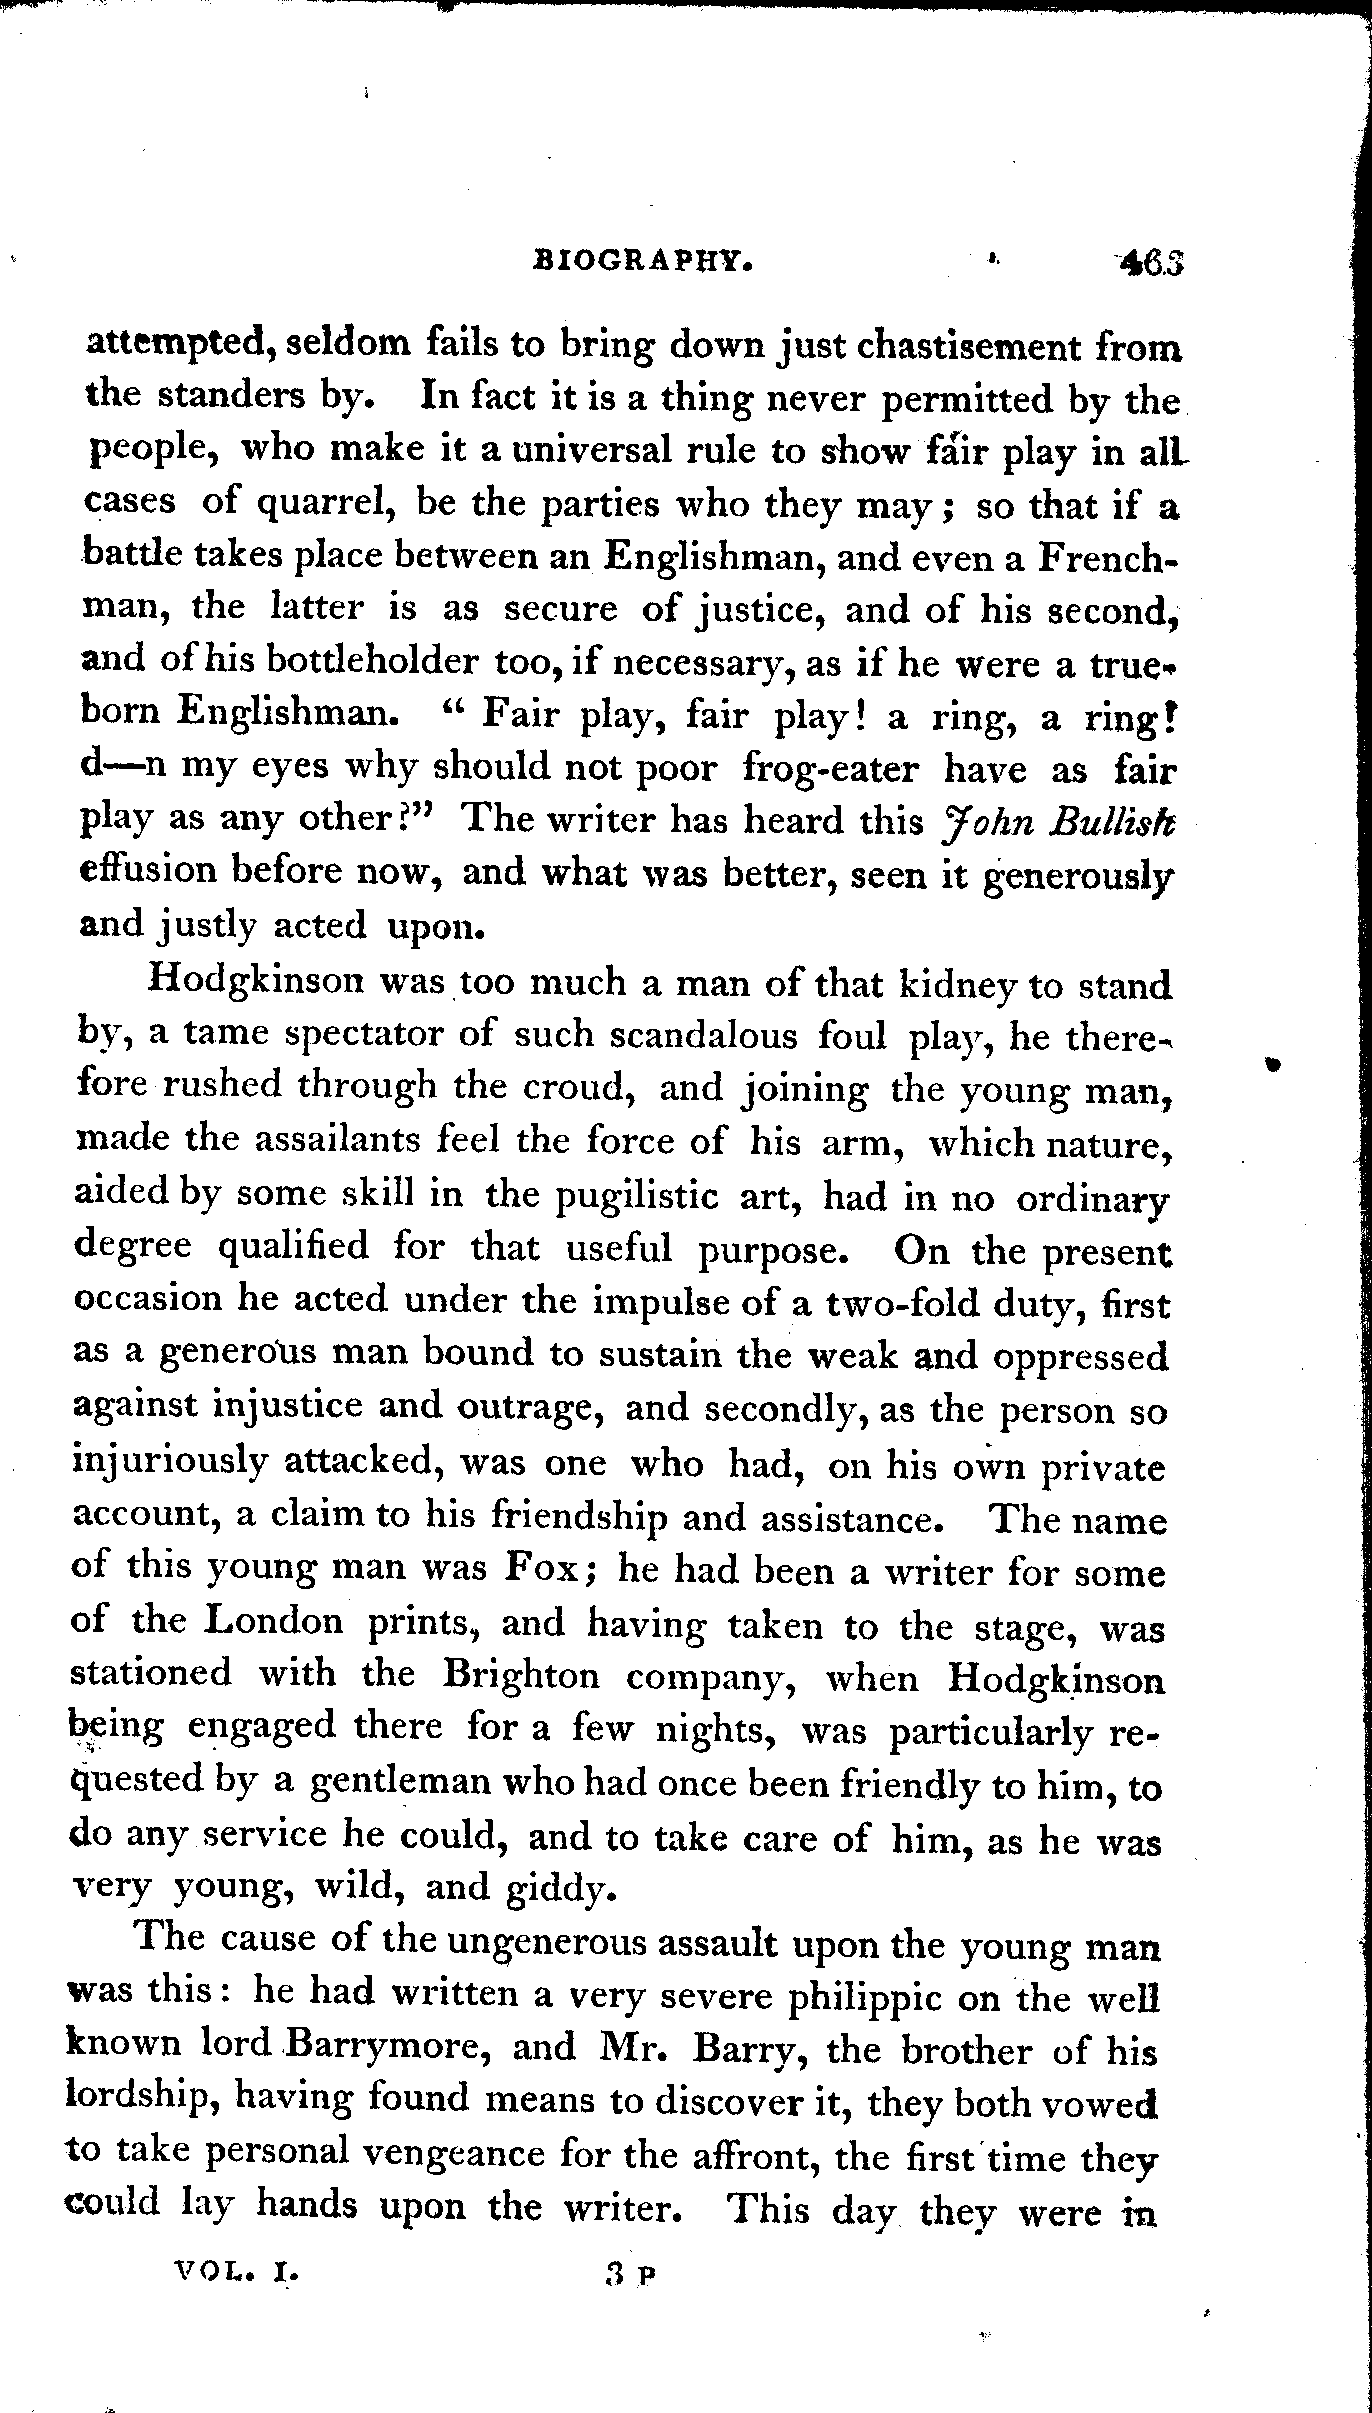 BIOGRAPHY. 463
attempted, seldom fails to bring down just chastisement from
the standers by. In fact it is a thing never permitted by the
people, who make it a universal rule to show fair play in all
cases of quarrel, be the parties who they may; so that if a
battle takes place between an Englishman, and even a French-
man, the latter is as secure of justice, and of his second,
and of his bottleholder too, if necessary, as if he were a true-
born Englishman. “ Fair play, fair play! a ring, a ring!
d—n my eyes why should not poor frog-eater have as fair
play as any other?” The writer has heard this John Bullish
effusion before now, and what was better, seen it generously
and justly acted upon.
Hodgkinson was too much a man of that kidney to stand
by, a tame spectator of such scandalous foul play, he there-
fore rushed through the croud, and joining the young man,
made the assailants feel the force of his arm, which nature,
aided by some skill in the pugilistic art, had in no ordinary
degree qualified for that useful purpose. On the present
occasion he acted under the impulse of a two-fold duty, first
as a generous man bound to sustain the weak and oppressed
against injustice and outrage, and secondly, as the person so
injuriously attacked, was one who had, on his own private
account, a claim to his friendship and assistance. The name
of this young man was Fox; he had been a writer for some
of the London prints, and having taken to the stage, was
stationed with the Brighton company, when Hodgkinson
being engaged there for a few nights, was particularly re-
quested by a gentleman who had once been friendly to him, to
do any service he could, and to take care of him, as he was
very young, wild, and giddy.
The cause of the ungenerous assault upon the young man
was this: he had written a very severe philippic on the well
known lord Barrymore, and Mr. Barry, the brother of his
lordship, having found means to discover it, they both vowed
to take personal vengeance for the affront, the first time they
could lay hands upon the writer. This day they were in
VOL. I. 3 P